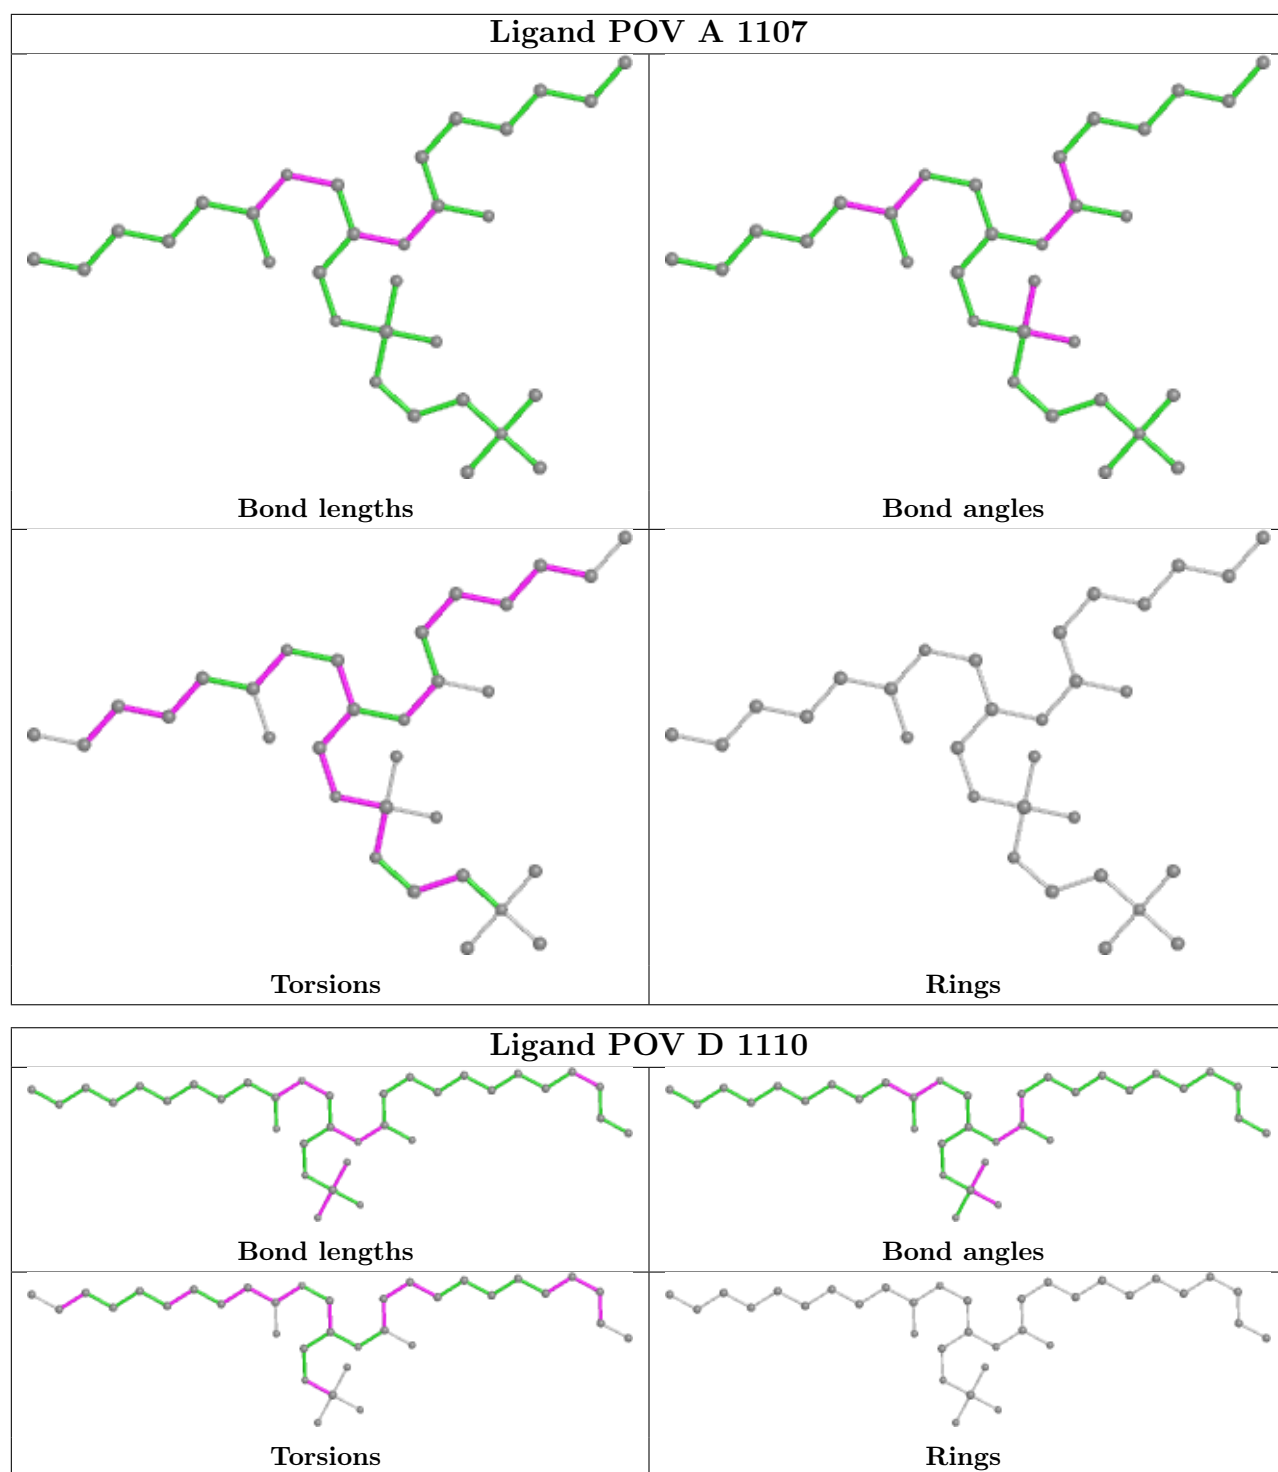 Ligand POV A 1107
Bond lengths
Bond angles
Torsions
Rings
Ligand POV D 1110
Bond lengths
Bond angles
Torsions
Rings